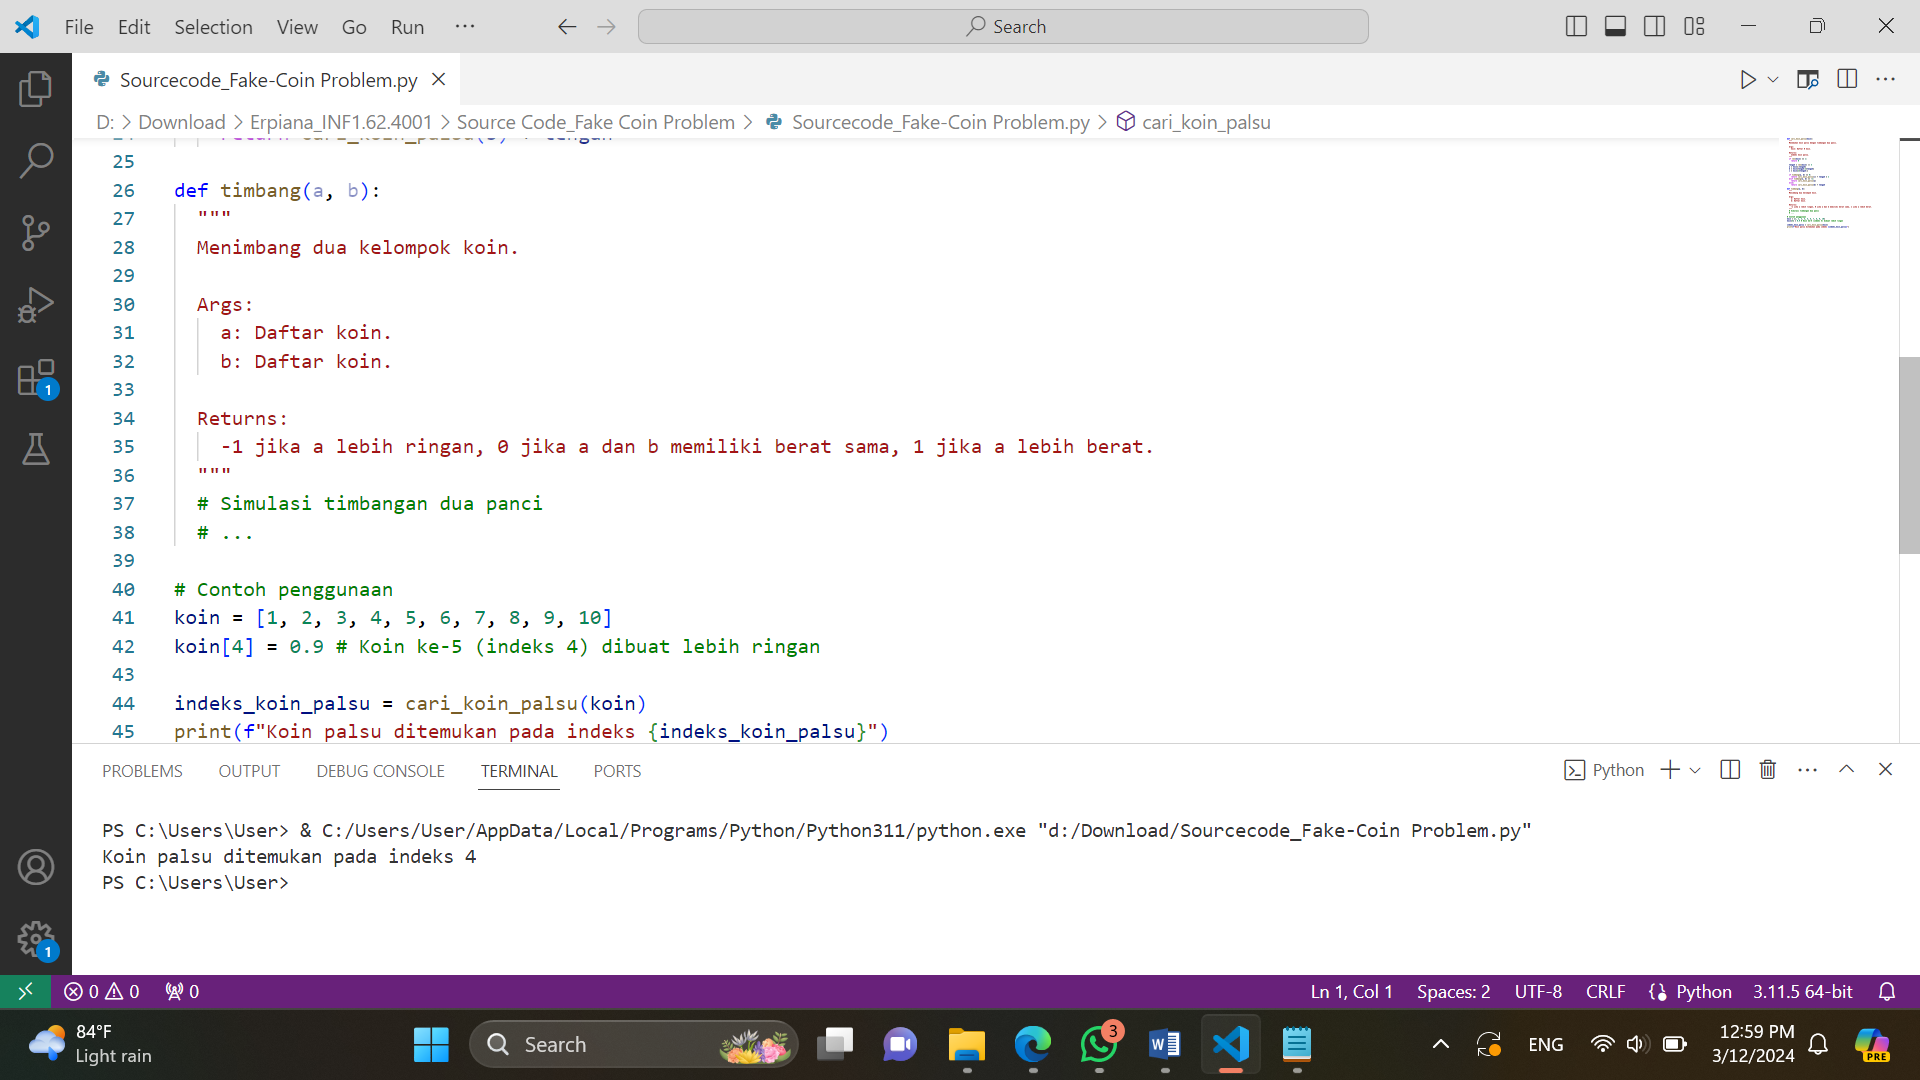 File Edit Selection View Go Run ...
Search
Sourcecode_Fake-Coin Problem.py
D: > Download > Erpiana_INF1.62.4001 > Source Code_Fake Coin Problem > Sourcecode_Fake-Coin Problem.py > cari_koin_palsu
25
26 def timbang(a, b):
27 """
28 Menimbang dua kelompok koin.
29
30 Args:
31 a: Daftar koin.
32 b: Daftar koin.
33
34 Returns:
35 -1 jika a lebih ringan, 0 jika a dan b memiliki berat sama, 1 jika a lebih berat.
36 """
37 # Simulasi timbangan dua panci
38 # ...
39
40 # Contoh penggunaan
41 koin = [1, 2, 3, 4, 5, 6, 7, 8, 9, 10]
42 koin[4] = 0.9 # Koin ke-5 (indeks 4) dibuat lebih ringan
43
44 indeks_koin_palsu = cari_koin_palsu(koin)
45 print(f"Koin palsu ditemukan pada indeks {indeks_koin_palsu}")
1
1
PROBLEMS OUTPUT DEBUG CONSOLE TERMINAL PORTS
Python
PS C:\Users\User> & C:/Users/User/AppData/Local/Programs/Python/Python311/python.exe "d:/Download/Sourcecode_Fake-Coin Problem.py"
Koin palsu ditemukan pada indeks 4
PS C:\Users\User>
0 0 0
Ln 1, Col 1 Spaces: 2 UTF-8 CRLF Python 3.11.5 64-bit
84°F
Light rain
Search
3
ENG
12:59 PM
3/12/2024
PRE